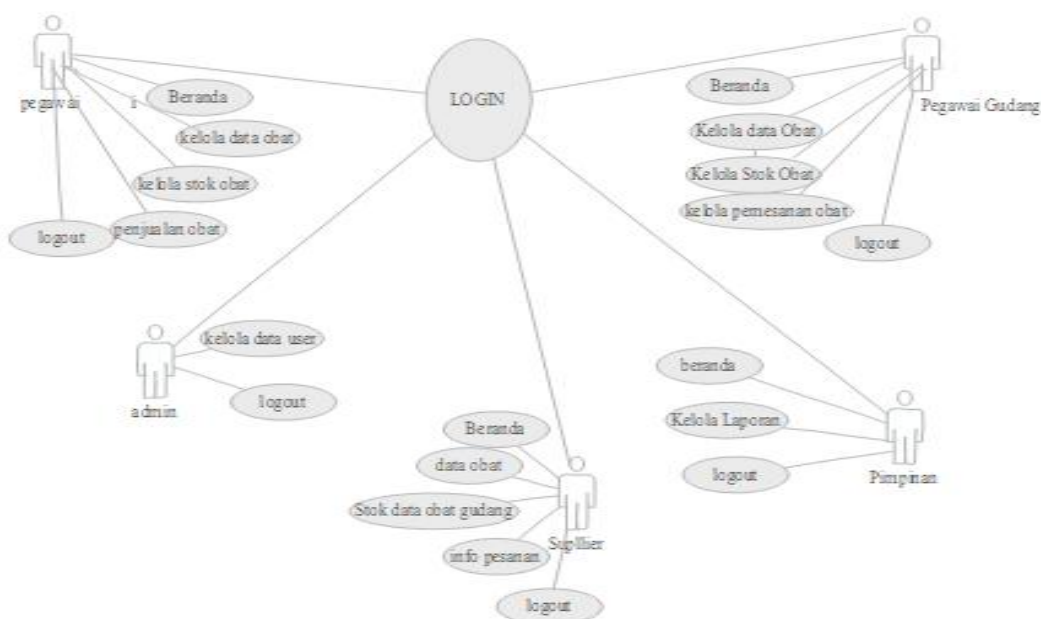 pegawai
i
Beranda
kelola data obat
kelola stok obat
penjualan obat
logout
LOGIN
Beranda
Pegawai Gudang
Kelola data Obat
Kelola Stok Obat
kelola pemesanan obat
logout
kelola data user
logout
admin
Beranda
data obat
Stok data obat gudang
info pesanan
Supllier
logout
beranda
Kelola Laporan
logout
Pimpinan